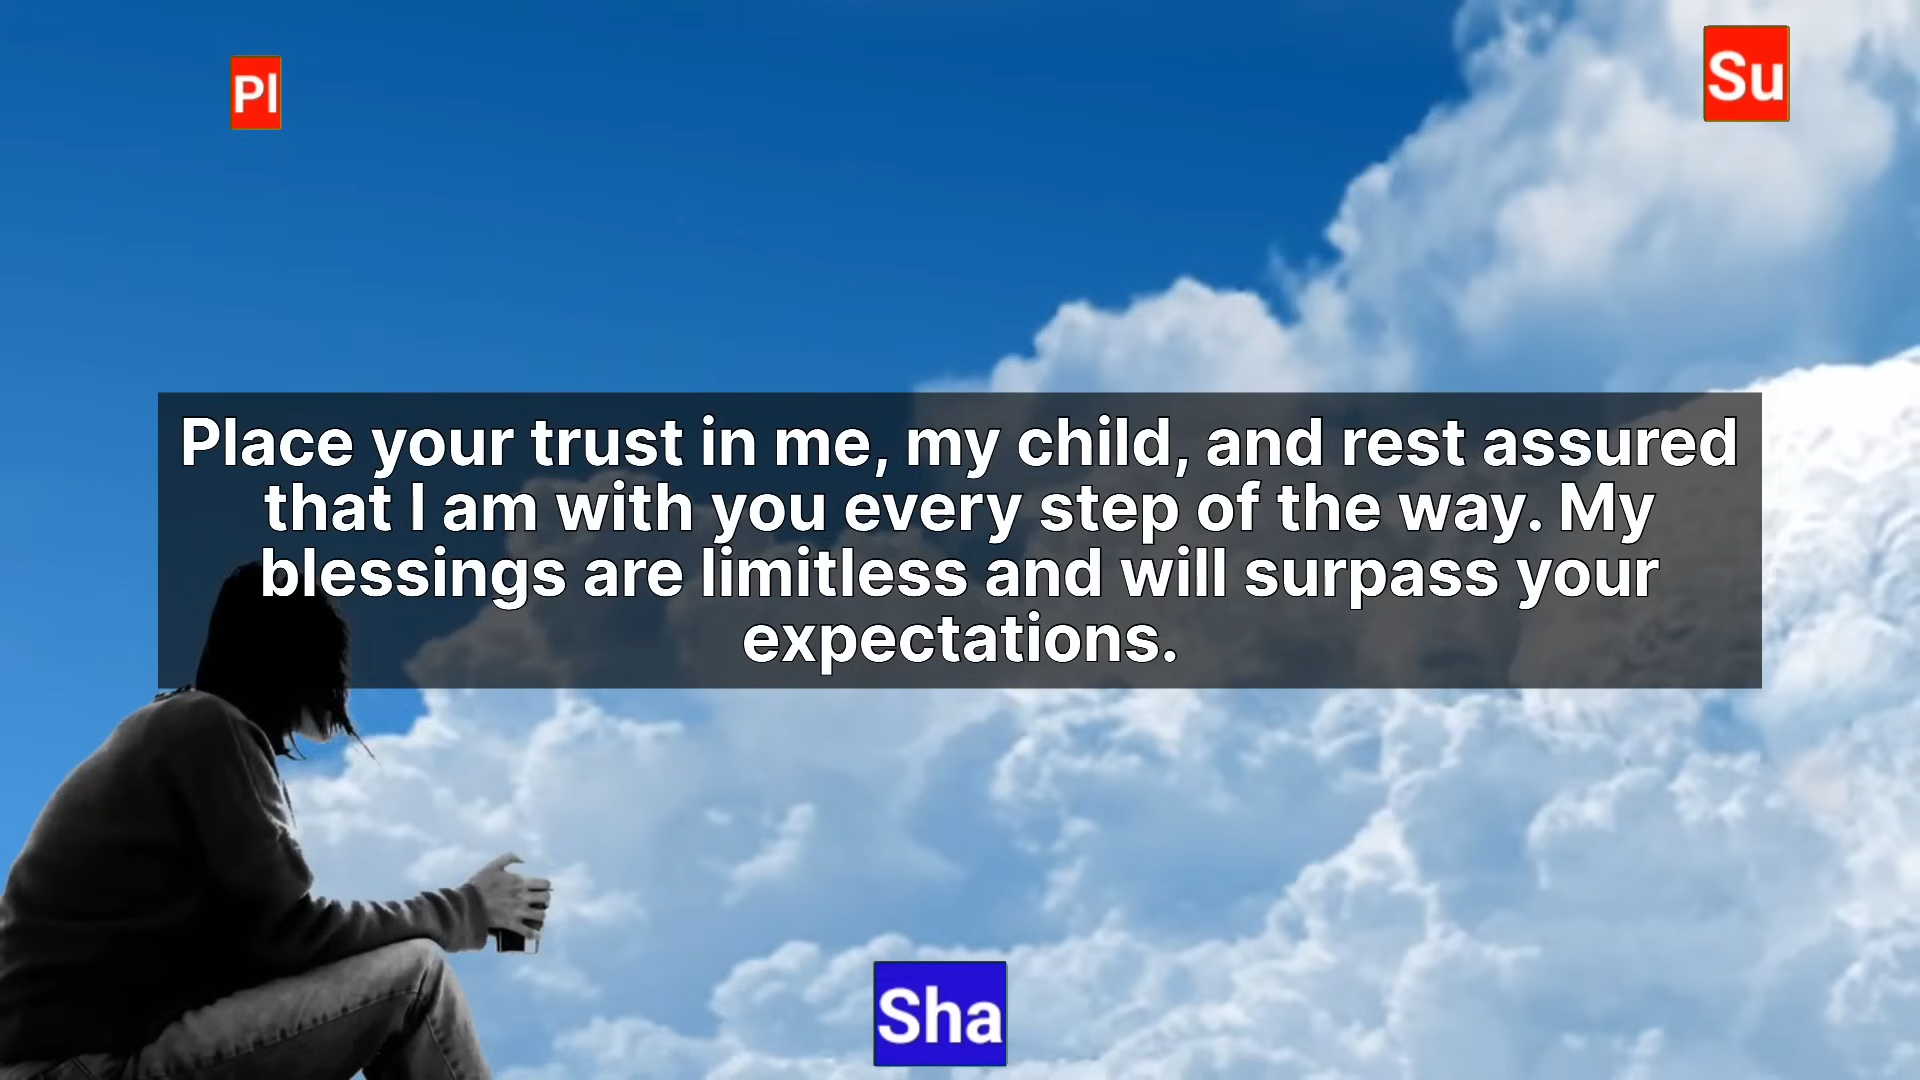 Pl
Su
Place your trust in me, my child, and rest assured
that I am with you every step of the way. My
blessings are limitless and will surpass your
expectations.
Sha